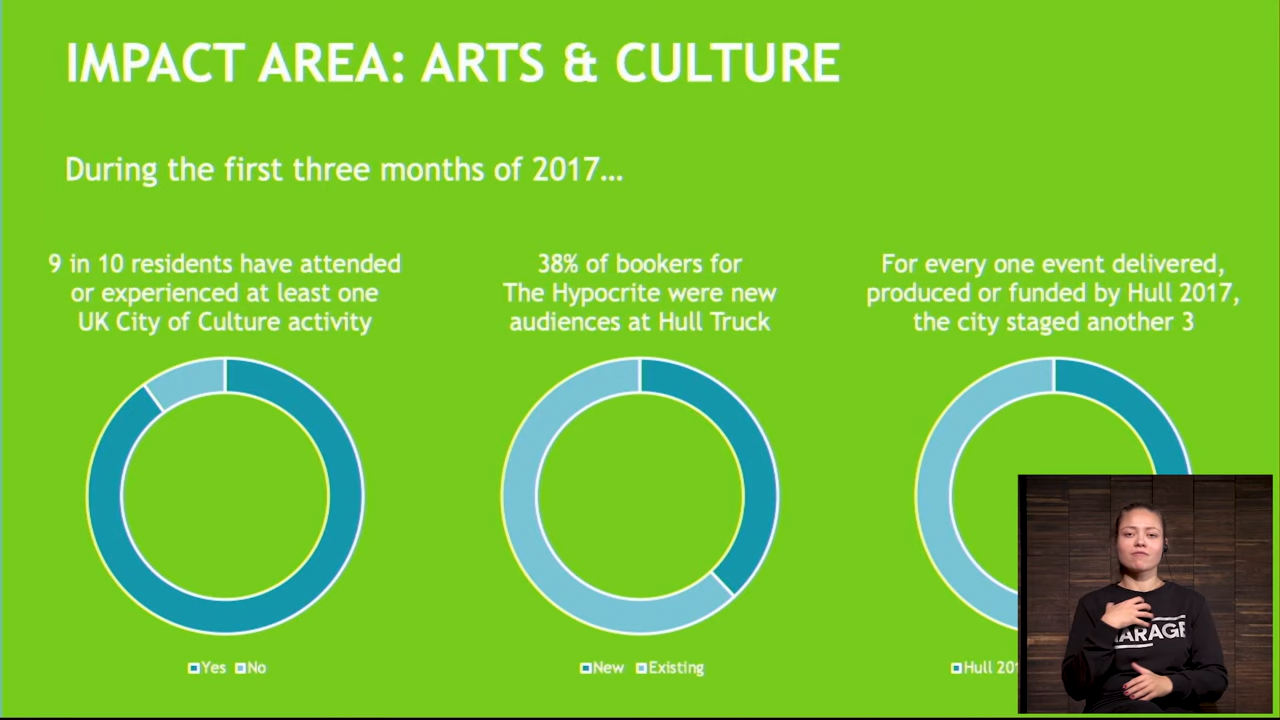 IMPACT AREA: ARTS & CULTURE
During the first three months of 2017...
9 in 10 residents have attended
or experienced at least one
UK City of Culture activity
38% of bookers for
The Hypocrite were new
audiences at Hull Truck
For every one event delivered,
produced or funded by Hull 2017,
the city staged another 3
Yes No
New Existing
Hull
ARAGE